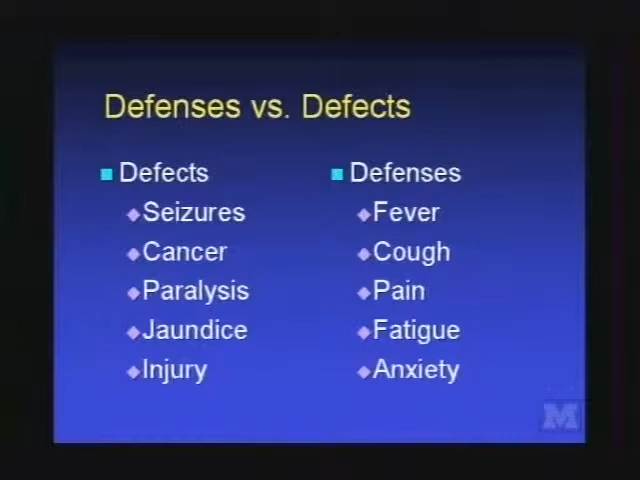 Defenses vs. Defects
Defects
Seizures
Cancer
Paralysis
Jaundice
Injury
Defenses
Fever
Cough
Pain
Fatigue
Anxiety
M